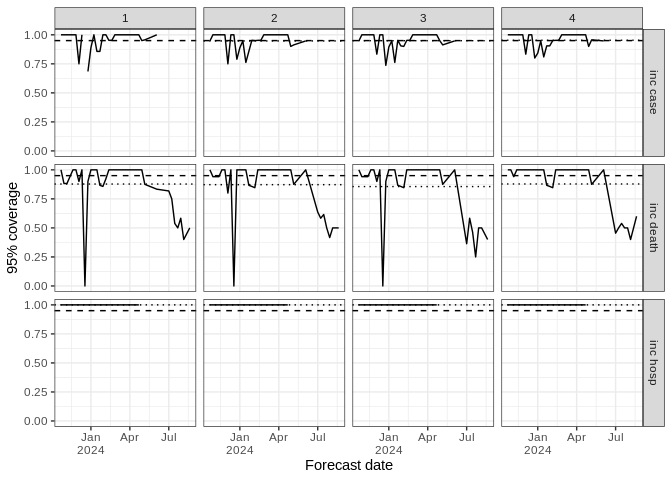 1 2 3 4
1.00
0.75
0.50
0.25
0.00
inc case
1.00
0.75
0.50
0.25
0.00
inc death
1.00
0.75
0.50
0.25
0.00
inc hosp
95% coverage
Jan Apr Jul Jan Apr Jul Jan Apr Jul Jan Apr Jul
2024 2024 2024 2024
Forecast date